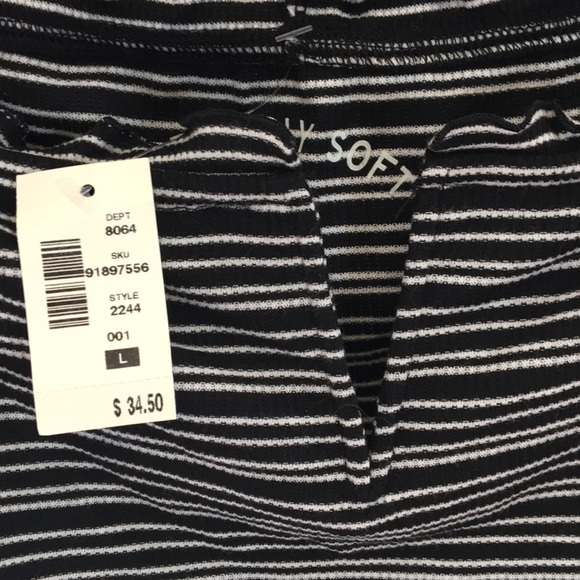 SOFT
DEPT
8064
SKU
91897556
STYLE
2244
001
L
$ 34.50